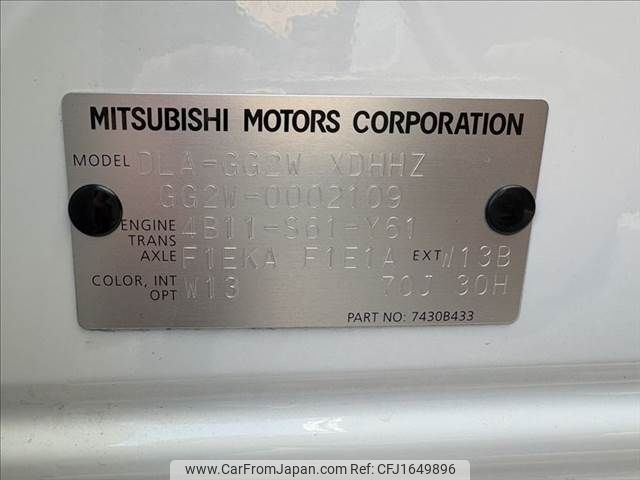 MITSUBISHI MOTORS CORPORATION
MODEL DLA-GG2W XDHHZ
GG2W-0002109
ENGINE 4B11-S61-Y61
TRANS
AXLE F1EKA F1E1A EXT W13B
COLOR, INT W13 70J 30H
OPT
PART NO: 7430B433
www.CarFromJapan.com - ID: CFJ1649896